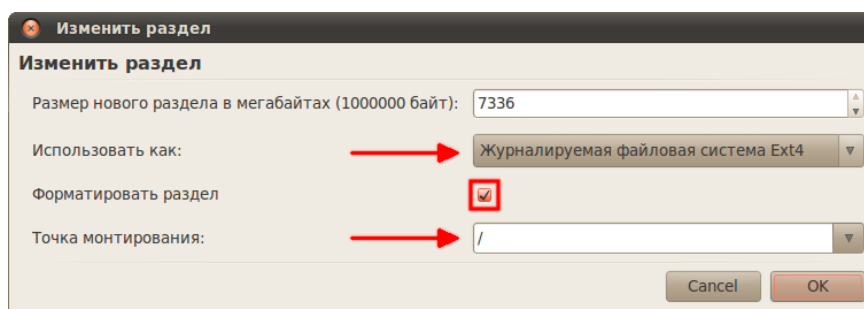 Изменить раздел
Изменить раздел
Размер нового раздела в мегабайтах (1000000 байт): 7336
Использовать как: Журналируемая файловая система Ext4
Форматировать раздел
Точка монтирования: /
Cancel OK